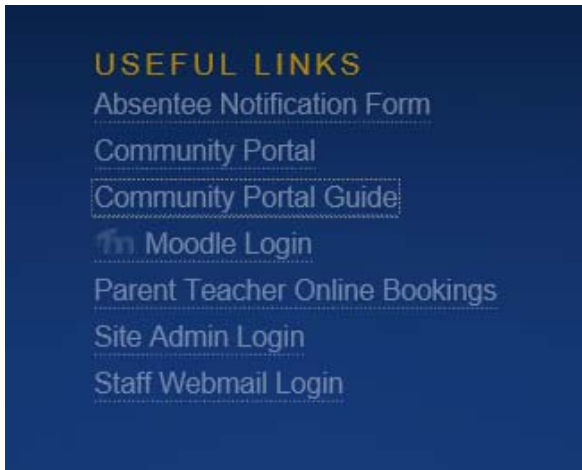 USEFUL LINKS
Absentee Notification Form
Community Portal
Community Portal Guide
Moodle Login
Parent Teacher Online Bookings
Site Admin Login
Staff Webmail Login